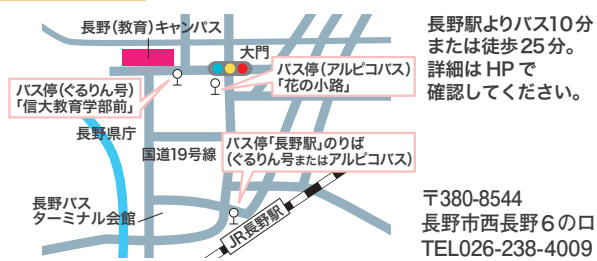 長野(教育)キャンパス
大門
バス停(ぐるりん号)
「信大教育学部前」
バス停(アルピコバス)
「花の小路」
長野県庁
国道19号線
バス停「長野駅」のりば
(ぐるりん号またはアルピコバス)
長野バス
ターミナル会館
JR長野駅
長野駅よりバス10分
または徒歩25分。
詳細はHPで
確認してください。
〒380-8544
長野市西長野6のロ
TEL026-238-4009